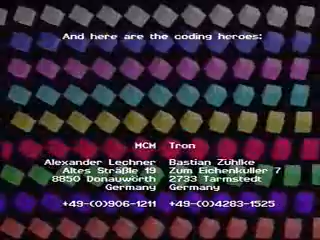 And here are the coding heroes:
MCM Tron
Alexander Lechner Bastian Zühlke
Altes Sträßle 19 Zum Eichenkuller 7
8850 Donauwörth 2733 Tarmstedt
Germany Germany
+49-(0)906-1211 +49-(0)4283-1525